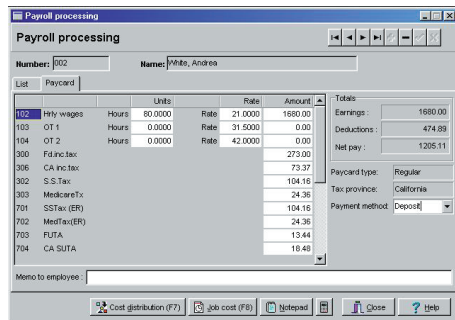 Payroll processing
Payroll processing
Number: 002 Name: White, Andrea
List Paycard
Units Rate Amount
102 Hrly wages Hours 80.0000 Rate 21.0000 1680.00
103 OT 1 Hours 0.0000 Rate 31.5000 0.00
104 OT 2 Hours 0.0000 Rate 42.0000 0.00
300 Fd.inc.tax 273.00
306 CA inc.tax 73.37
302 S.S.Tax 104.16
303 MedicareTx 24.36
701 SSTax (ER) 104.16
702 MedTax(ER) 24.36
703 FUTA 13.44
704 CA SUTA 18.48
Totals
Earnings : 1680.00
Deductions : 474.89
Net pay : 1205.11
Paycard type: Regular
Tax province: California
Payment method: Deposit
Memo to employee :
Cost distribution (F7) Job cost (F8) Notepad Close Help